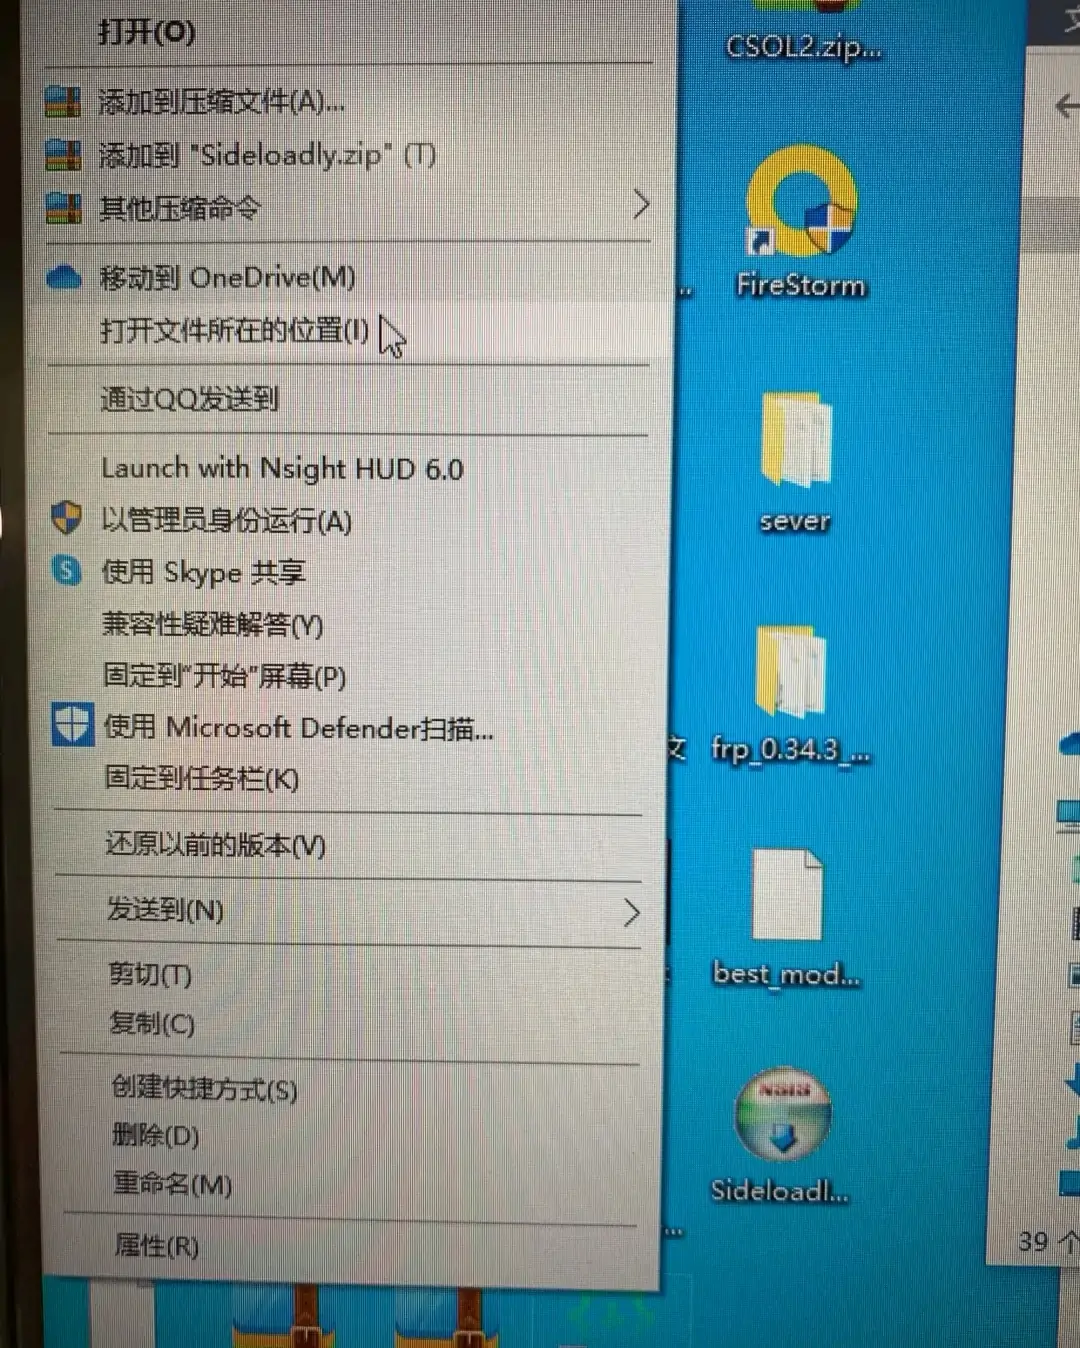 打开(O)
添加到压缩文件(A)...
添加到 "Sideloadly.zip" (T)
其他压缩命令
移动到 OneDrive(M)
打开文件所在的位置(I)
通过QQ发送到
Launch with Nsight HUD 6.0
以管理员身份运行(A)
使用 Skype 共享
兼容性疑难解答(Y)
固定到"开始"屏幕(P)
使用 Microsoft Defender扫描...
固定到任务栏(K)
还原以前的版本(V)
发送到(N)
剪切(T)
复制(C)
创建快捷方式(S)
删除(D)
重命名(M)
属性(R)
CSOL2.zip...
FireStorm
sever
文 frp_0.34.3_...
best_mod...
NSIS
Sideloadl...
文
39 个